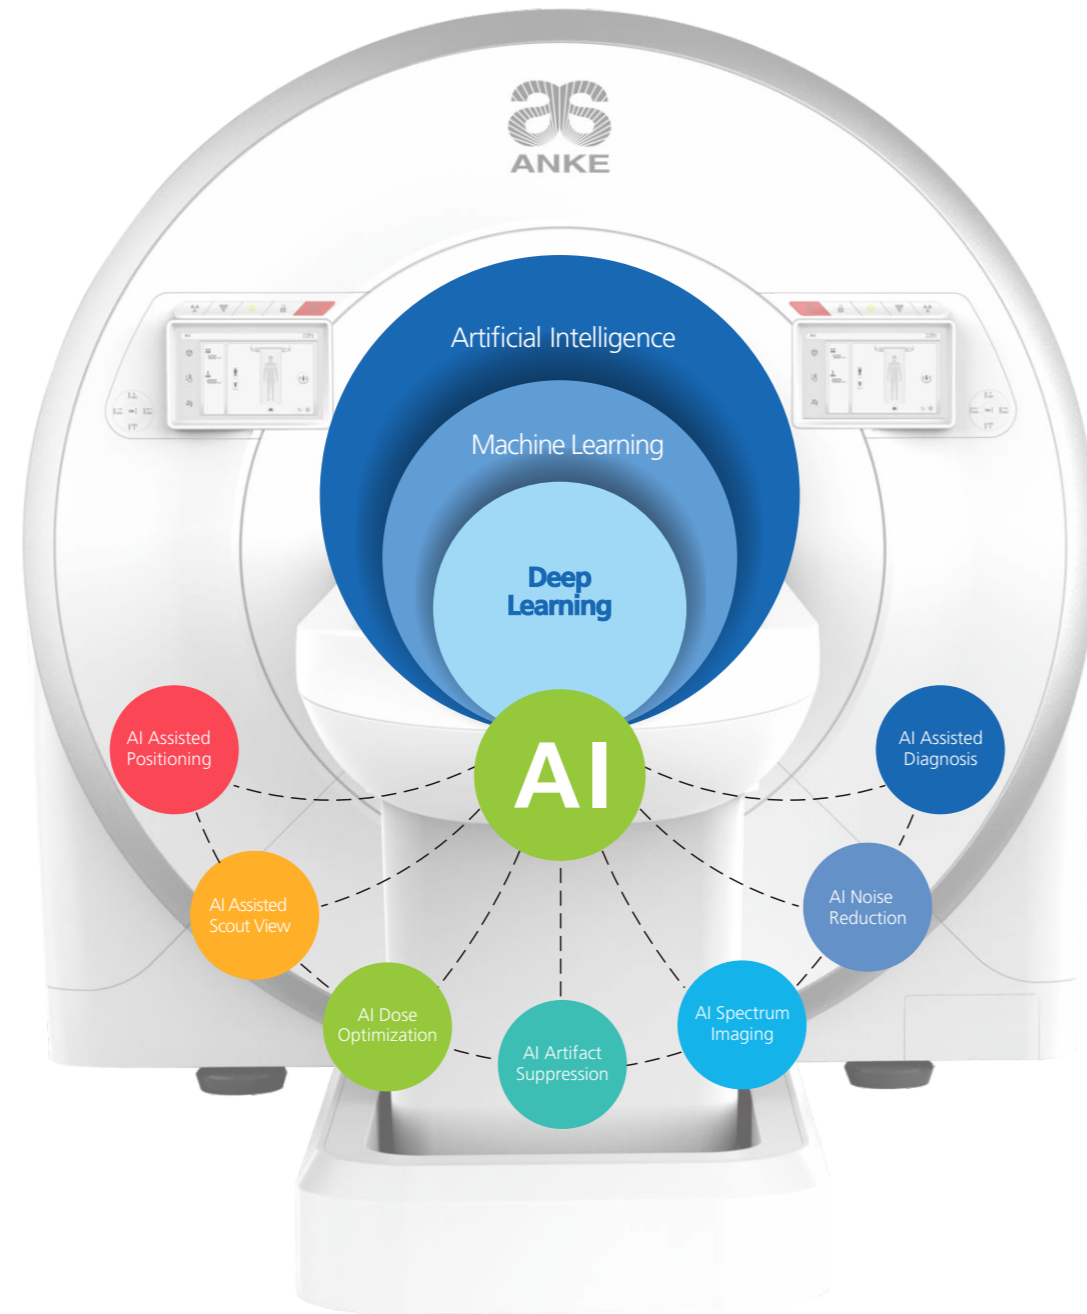 ANKE
Artificial Intelligence
Machine Learning
Deep
Learning
AI
AI Assisted
Positioning
AI Assisted
Scout View
AI Dose
Optimization
AI Artifact
Suppression
AI Spectrum
Imaging
AI Noise
Reduction
AI Assisted
Diagnosis